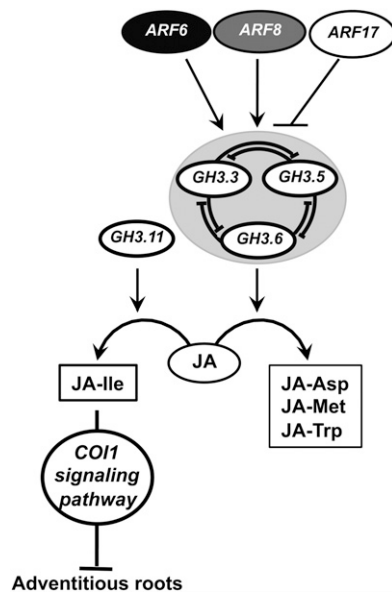 ARF6 ARF8 ARF17
GH3.3 GH3.5
GH3.6
GH3.11
JA
JA-Ile
JA-Asp
JA-Met
JA-Trp
COI1
signaling
pathway
Adventitious roots